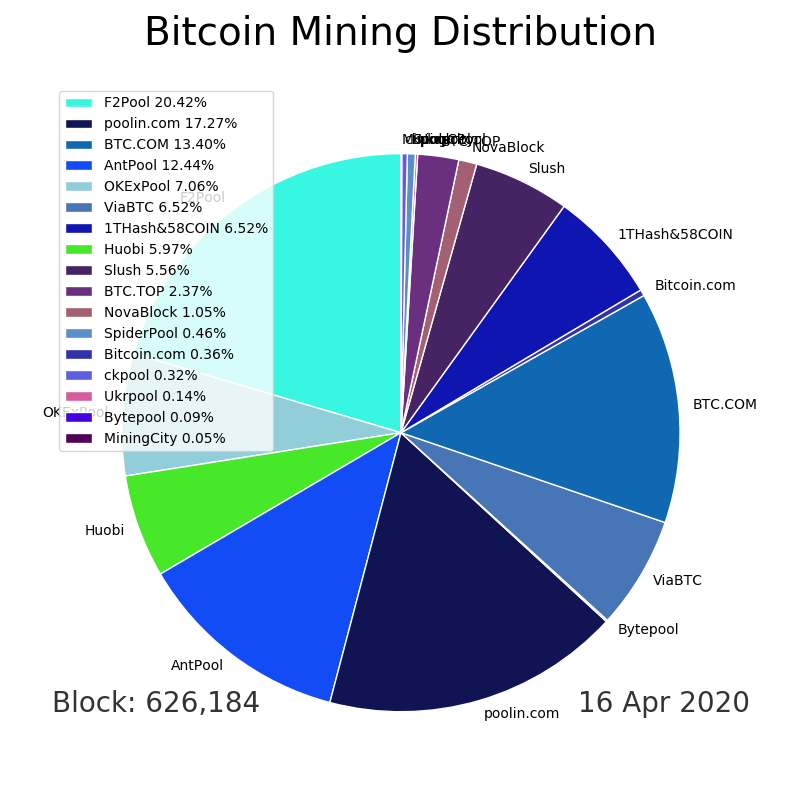 Bitcoin Mining Distribution
F2Pool 20.42%
poolin.com 17.27%
BTC.COM 13.40%
AntPool 12.44%
OKExPool 7.06%
ViaBTC 6.52%
1THash&58COIN 6.52%
Huobi 5.97%
Slush 5.56%
BTC.TOP 2.37%
NovaBlock 1.05%
SpiderPool 0.46%
Bitcoin.com 0.36%
ckpool 0.32%
Ukrpool 0.14%
Bytepool 0.09%
MiningCity 0.05%
NovaBlock
Slush
F2Pool
1THash&58COIN
Bitcoin.com
BTC.COM
OKExPool
Huobi
ViaBTC
Bytepool
AntPool
poolin.com
Block: 626,184
16 Apr 2020